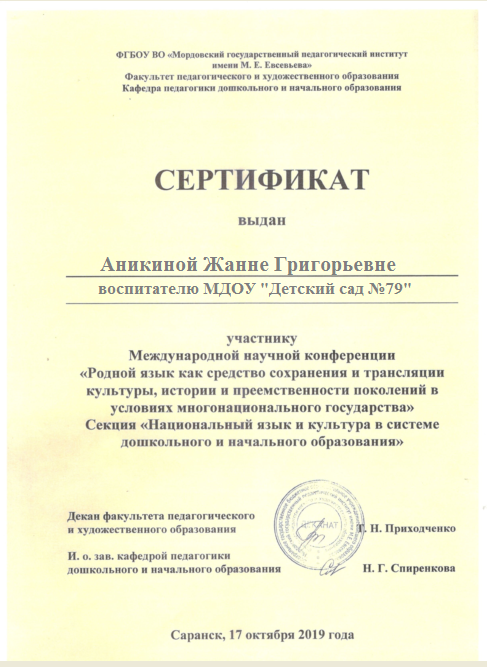 ФГБОУ ВО «Мордовский государственный педагогический институт
имени М. Е. Евсевьева»
Факультет педагогического и художественного образования
Кафедра педагогики дошкольного и начального образования
СЕРТИФИКАТ
выдан
Аникиной Жанне Григорьевне
воспитателю МДОУ "Детский сад №79"
участнику
Международной научной конференции
«Родной язык как средство сохранения и трансляции
культуры, истории и преемственности поколений в
условиях многонационального государства»
Секция «Национальный язык и культура в системе
дошкольного и начального образования»
Декан факультета педагогического
и художественного образования Т. Н. Приходченко
И. о. зав. кафедрой педагогики
дошкольного и начального образования Н. Г. Спиренкова
ДЕКАНАТ
Саранск, 17 октября 2019 года